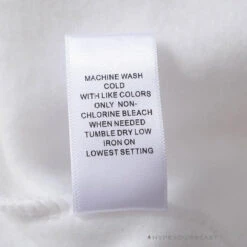 MACHINE WASH
COLD
WITH LIKE COLORS
ONLY NON-
CHLORINE BLEACH
WHEN NEEDED
TUMBLE DRY LOW
IRON ON
LOWEST SETTING